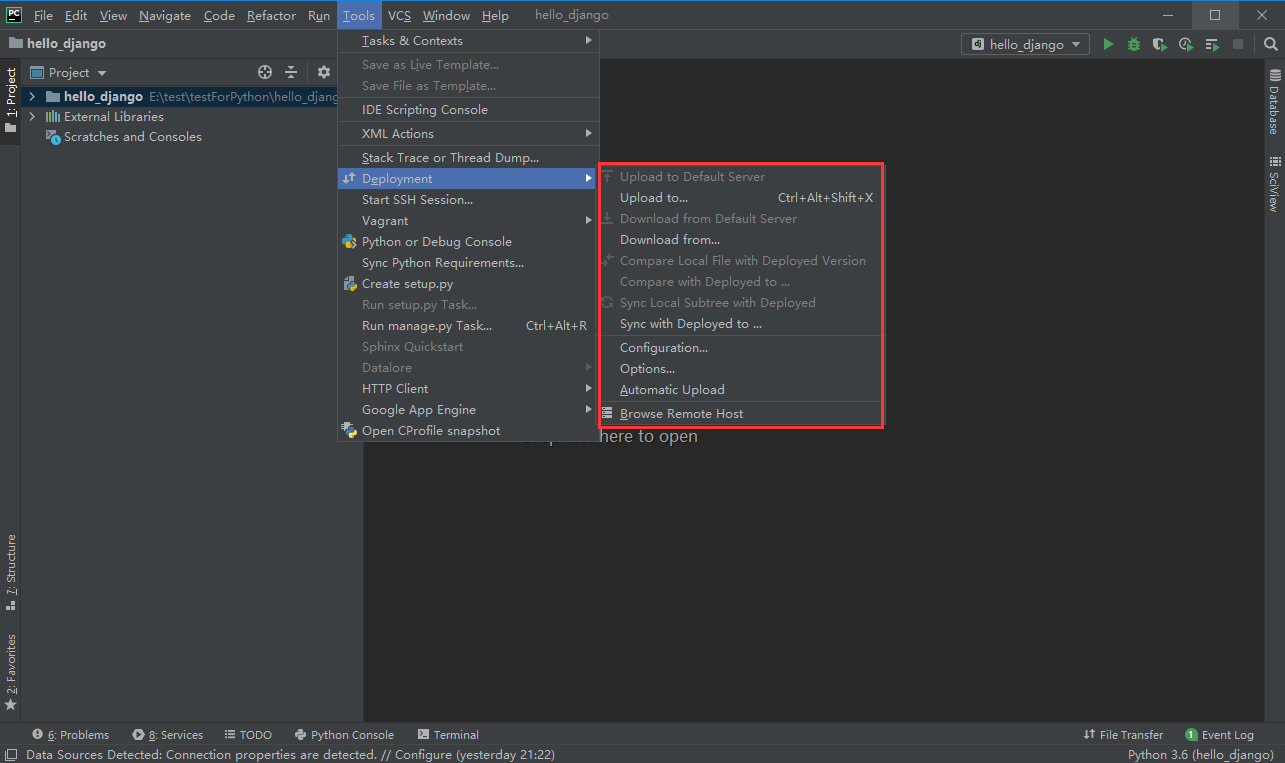 PC File Edit View Navigate Code Refactor Run Tools VCS Window Help hello_django
hello_django
hello_django
Project
hello_django E:\test\testForPython\hello_djang
External Libraries
Scratches and Consoles
1: Project
7: Structure
2: Favorites
Tasks & Contexts
Save as Live Template...
Save File as Template...
IDE Scripting Console
XML Actions
Stack Trace or Thread Dump...
Deployment
Start SSH Session...
Vagrant
Python or Debug Console
Sync Python Requirements...
Create setup.py
Run setup.py Task...
Run manage.py Task... Ctrl+Alt+R
Sphinx Quickstart
Datalore
HTTP Client
Google App Engine
Open CProfile snapshot
Upload to Default Server
Upload to... Ctrl+Alt+Shift+X
Download from Default Server
Download from...
Compare Local File with Deployed Version
Compare with Deployed to ...
Sync Local Subtree with Deployed
Sync with Deployed to ...
Configuration...
Options...
Automatic Upload
Browse Remote Host
here to open
Database
SciView
6: Problems 8: Services TODO Python Console Terminal File Transfer 1 Event Log
Data Sources Detected: Connection properties are detected. // Configure (yesterday 21:22) Python 3.6 (hello_django)